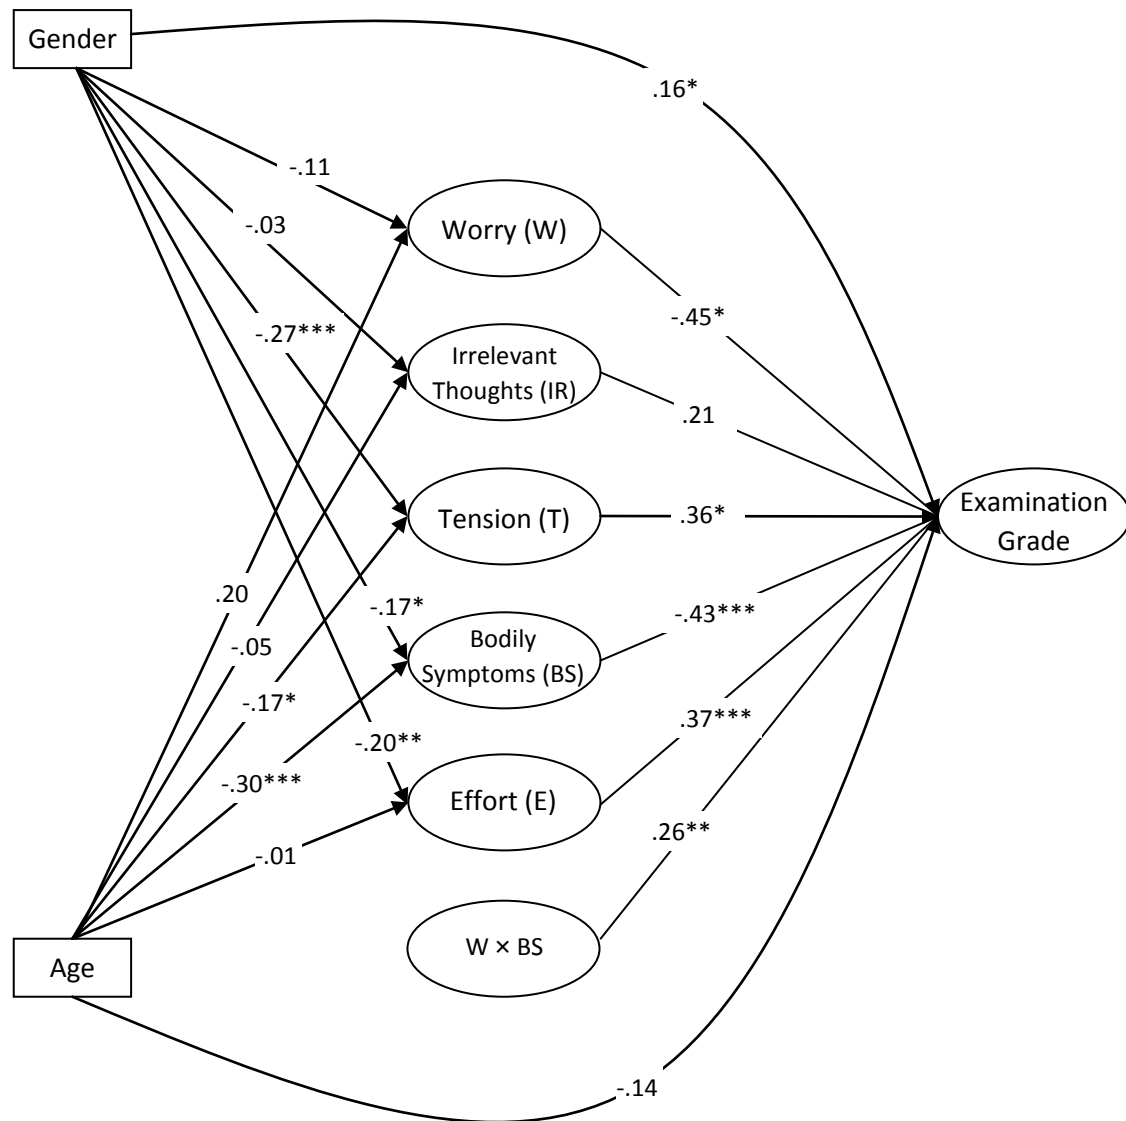 Gender
.16*
-.11
Worry (W)
-.03
-.45*
-.27***
Irrelevant
Thoughts (IR)
.21
Tension (T)
.36*
Examination
Grade
.20
-.17*
-.43***
Bodily
Symptoms (BS)
-.05
-.17*
.37***
-.20**
-.30***
Effort (E)
.26**
-.01
W × BS
Age
-.14